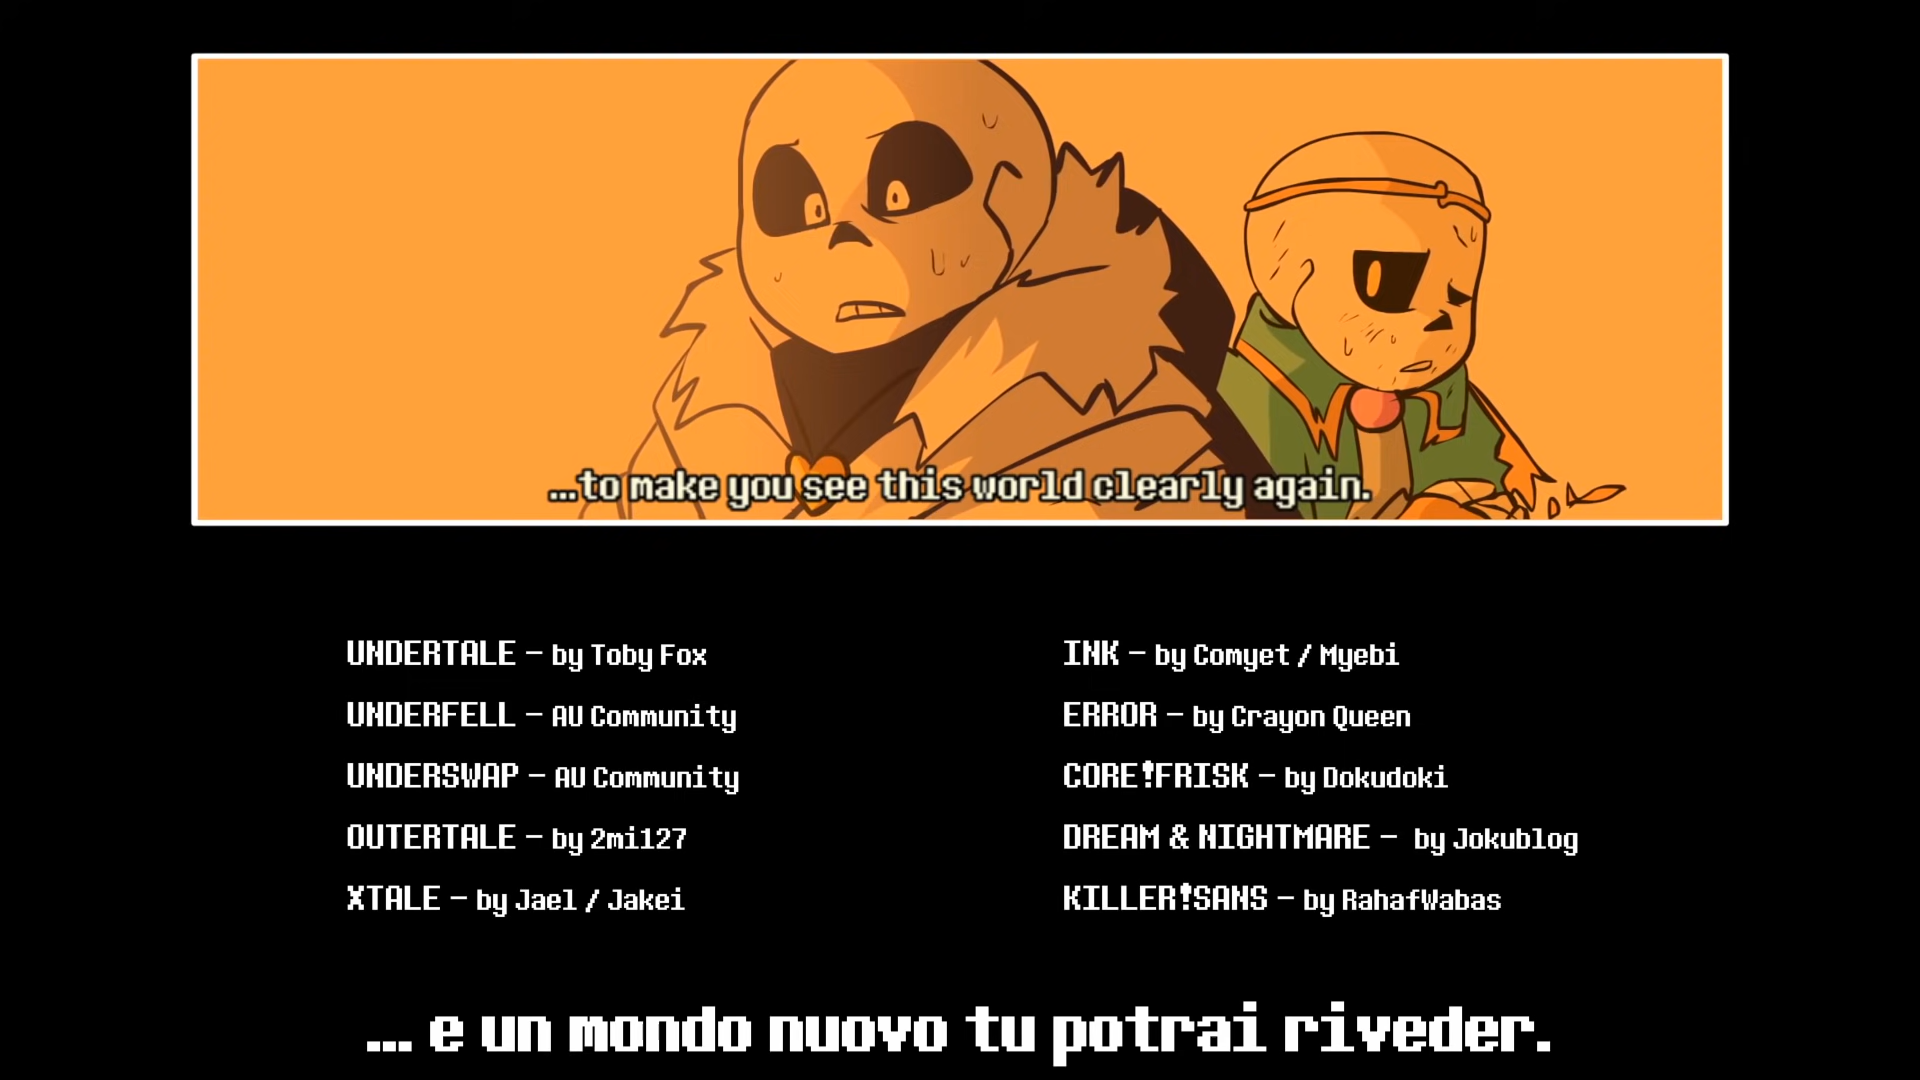 ...to make you see this world clearly again.
UNDERTALE - by Toby Fox
UNDERFELL - AU Community
UNDERSWAP - AU Community
OUTERTALE - by 2mi127
XTALE - by Jael / Jakei
INK - by Comyet / Myebi
ERROR - by Crayon Queen
CORE!FRISK - by Dokudoki
DREAM & NIGHTMARE - by Jokublog
KILLER!SANS - by RahafWabas
... e un mondo nuovo tu potrai riveder.